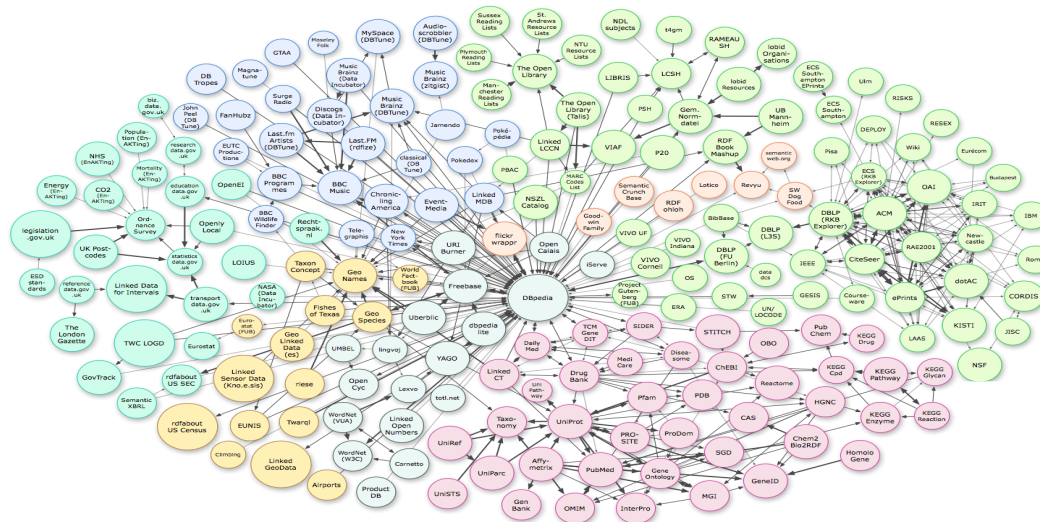 Sussex
Reading
Lists
St.
Andrews
Resource
Lists
NDL
subjects
t4gm
MySpace
(DBTune)
Audio-
scrobbler
(DBTune)
Moseley
Folk
GTAA
Plymouth
Reading
Lists
NTU
Resource
Lists
RAMEAU
SH
lobid
Organi-
sations
Music
Brainz
(Data
Incubator)
Music
Brainz
(zitgist)
The Open
Library
LIBRIS
LCSH
ECS
South-
ampton
EPrints
Ulm
DB
Tropes
Magna-
tune
Man-
chester
Reading
Lists
lobid
Resources
RISKS
Surge
Radio
Discogs
(Data In-
cubator)
Music
Brainz
(DBTune)
The Open
Library
(Talis)
PSH
Gem.
Norm-
datei
UB
Mann-
heim
ECS
South-
ampton
RESEX
biz.
data.
gov.uk
John
Peel (DB
Tune)
FanHubz
Jamendo
Poké-
pédia
DEPLOY
Wiki
Popula-
tion (En-
AKTing)
research
data.gov
.uk
Last.fm
Artists
(DBTune)
Last.FM
(rdfize)
Linked
LCCN
VIAF
RDF
Book
Mashup
Pisa
Eurécom
NHS
(EnAKTing)
Mortality
(En-
AKTing)
EUTC
Produc-
tions
classical
(DB
Tune)
Pokedex
P20
semantic
web.org
PBAC
MARC
Codes
List
ECS
(RKB
Explorer)
OAI
Budapest
Energy
(En-
AKTing)
CO2
(En-
AKTing)
education
data.gov
.uk
OpenEI
BBC
Program
mes
BBC
Music
Chronic-
ling
America
Event-
Media
Linked
MDB
NSZL
Catalog
Semantic
Crunch
Base
RDF
ohloh
Lotico
Revyu
SW
Dog
Food
IRIT
legislation
.gov.uk
Ord-
nance
Survey
Openly
Local
BBC
Wildlife
Finder
Recht-
spraak.
nl
Tele-
graphis
New
York
Times
flickr
wrappr
Good-
win
Family
BibBase
DBLP
(RKB
Explorer)
ACM
IBM
UK Post-
codes
statistics
data.gov
.uk
URI
Burner
Open
Calais
VIVO UF
VIVO
Indiana
DBLP
(L3S)
RAE2001
New-
castle
ESD
stan-
dards
reference
data.gov
.uk
Linked Data
for Intervals
LOIUS
Taxon
Concept
Geo
Names
World
Fact-
book
(FUB)
iServe
VIVO
Cornell
DBLP
(FU
Berlin)
IEEE
CiteSeer
Rome
NASA
(Data
Incu-
bator)
Freebase
DBpedia
Project
Guten-
berg
(FUB)
OS
data
dcs
dotAC
transport
data.gov
.uk
Fishes
of Texas
Geo
Species
Uberblic
dbpedia
lite
ERA
STW
UN/
LOCODE
GESIS
Course-
ware
ePrints
CORDIS
The
London
Gazette
TWC LOGD
Eurostat
Euro-
stat
(FUB)
Geo
Linked
Data
(es)
UMBEL
lingvoj
YAGO
TCM
Gene
DIT
SIDER
STITCH
Pub
Chem
KEGG
Drug
LAAS
KISTI
JISC
GovTrack
rdfabout
US SEC
Linked
Sensor Data
(Kno.e.sis)
riese
Open
Cyc
Lexvo
totl.net
Daily
Med
Linked
CT
Drug
Bank
Medi
Care
Disea-
some
ChEBI
OBO
KEGG
Cpd
KEGG
Pathway
KEGG
Glycan
NSF
Semantic
XBRL
rdfabout
US Census
EUNIS
Twarql
WordNet
(VUA)
Linked
Open
Numbers
Uni
Path-
way
Pfam
PDB
Reactome
HGNC
KEGG
Enzyme
KEGG
Reaction
Climbing
Linked
GeoData
WordNet
(W3C)
Cornetto
Taxo-
nomy
UniProt
PRO-
SITE
ProDom
CAS
Chem2
Bio2RDF
Homolo
Gene
Airports
Product
DB
UniRef
UniParc
UniSTS
Affy-
metrix
Gen
Bank
PubMed
OMIM
Gene
Ontology
InterPro
SGD
MGI
GeneID